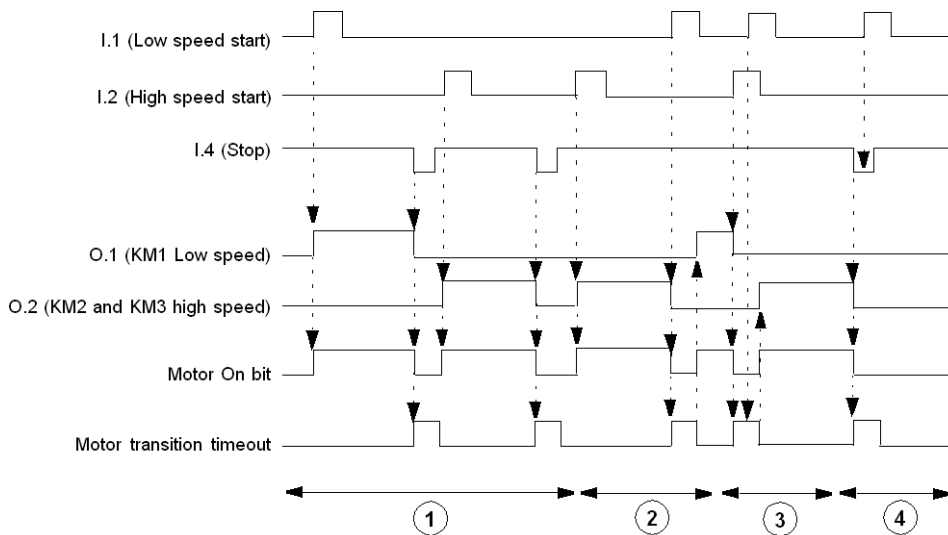 I.1 (Low speed start)
I.2 (High speed start)
I.4 (Stop)
O.1 (KM1 Low speed)
O.2 (KM2 and KM3 high speed)
Motor On bit
Motor transition timeout
1
2
3
4